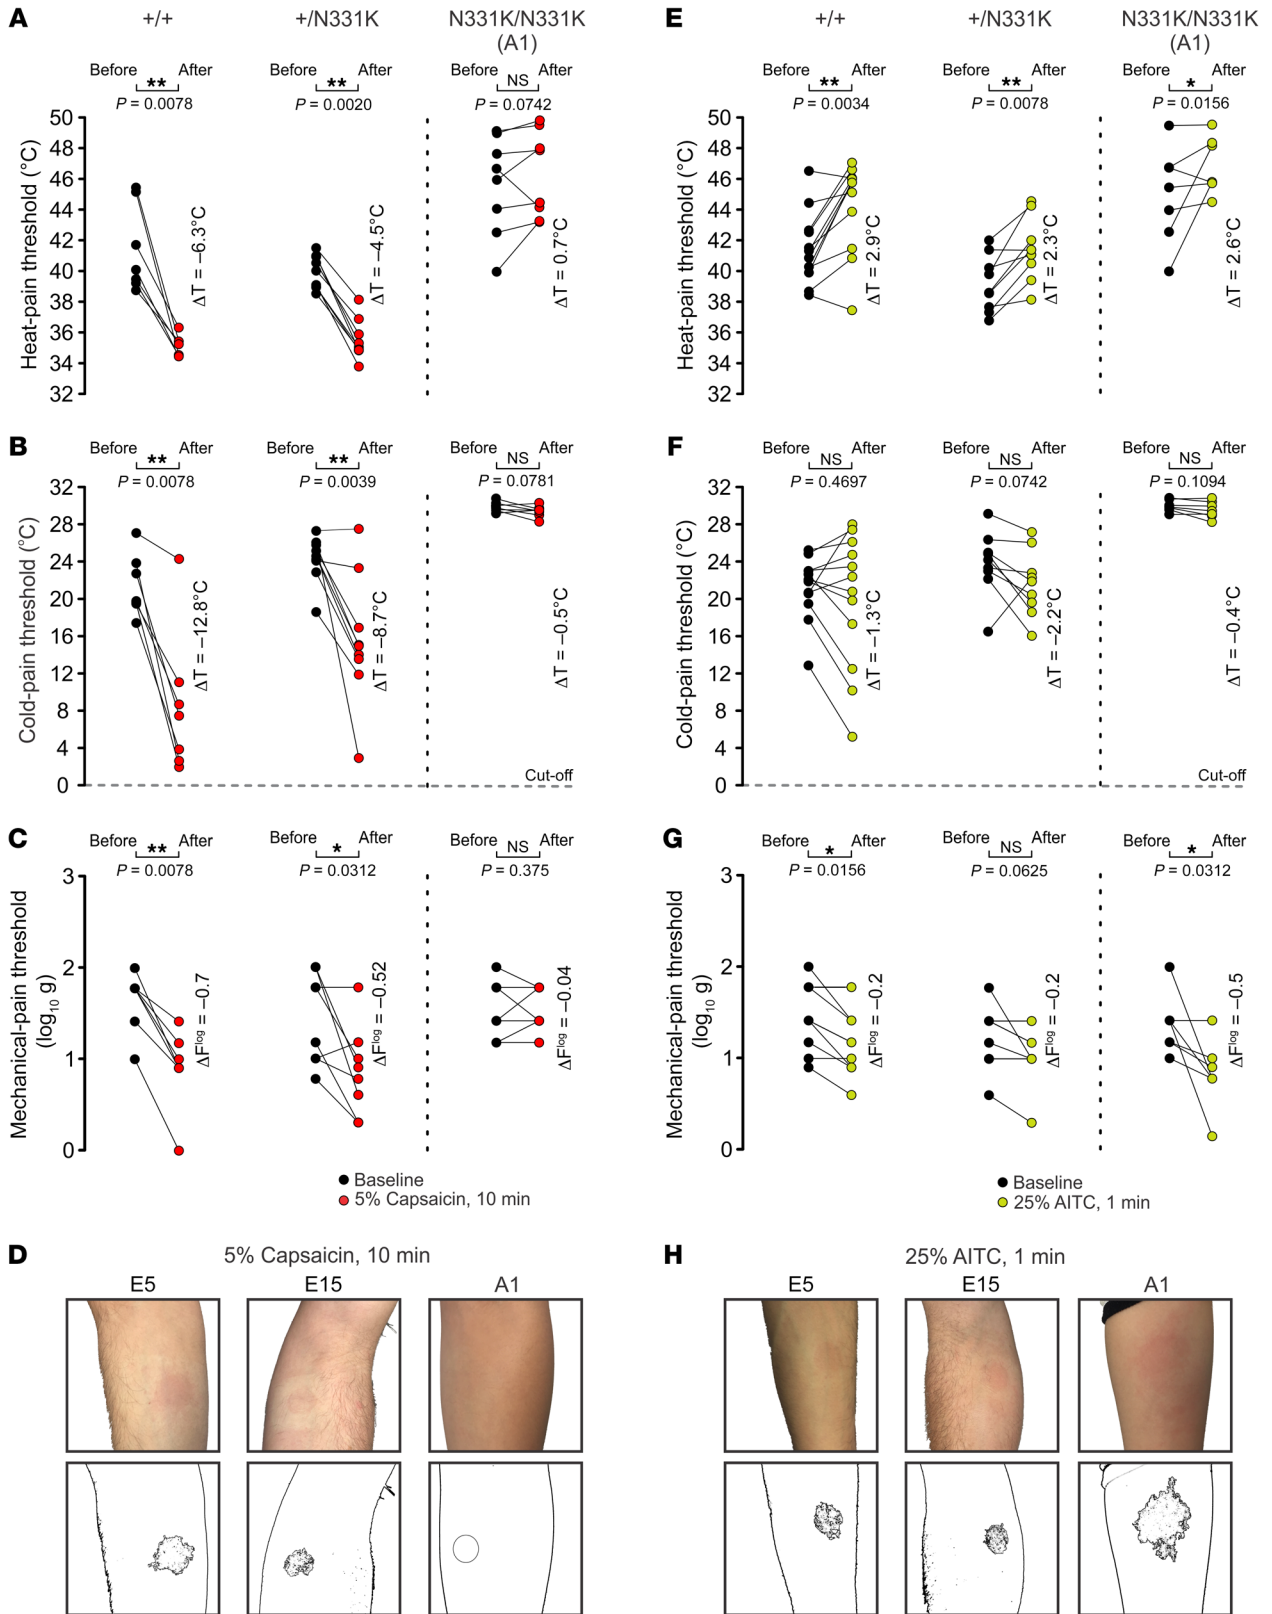 A
+/+
+/N331K
N331K/N331K
(A1)
Before After
**
P = 0.0078
Before After
**
P = 0.0020
Before After
NS
P = 0.0742
Heat-pain threshold (°C)
50
48
46
44
42
40
38
36
34
32
ΔT = −6.3°C
ΔT = −4.5°C
ΔT = 0.7°C
B
Before After
**
P = 0.0078
Before After
**
P = 0.0039
Before After
NS
P = 0.0781
Cold-pain threshold (°C)
32
28
24
20
16
12
8
4
0
ΔT = −12.8°C
ΔT = −8.7°C
ΔT = −0.5°C
Cut-off
C
Before After
**
P = 0.0078
Before After
*
P = 0.0312
Before After
NS
P = 0.375
Mechanical-pain threshold
(log10 g)
3
2
1
0
ΔFlog = −0.7
ΔFlog = −0.52
ΔFlog = −0.04
Baseline
5% Capsaicin, 10 min
D
5% Capsaicin, 10 min
E5
E15
A1
E
+/+
+/N331K
N331K/N331K
(A1)
Before After
**
P = 0.0034
Before After
**
P = 0.0078
Before After
*
P = 0.0156
Heat-pain threshold (°C)
50
48
46
44
42
40
38
36
34
32
ΔT = 2.9°C
ΔT = 2.3°C
ΔT = 2.6°C
F
Before After
NS
P = 0.4697
Before After
NS
P = 0.0742
Before After
NS
P = 0.1094
Cold-pain threshold (°C)
32
28
24
20
16
12
8
4
0
ΔT = −1.3°C
ΔT = −2.2°C
ΔT = −0.4°C
Cut-off
G
Before After
*
P = 0.0156
Before After
NS
P = 0.0625
Before After
*
P = 0.0312
Mechanical-pain threshold
(log10 g)
3
2
1
0
ΔFlog = −0.2
ΔFlog = −0.2
ΔFlog = −0.5
Baseline
25% AITC, 1 min
H
25% AITC, 1 min
E5
E15
A1